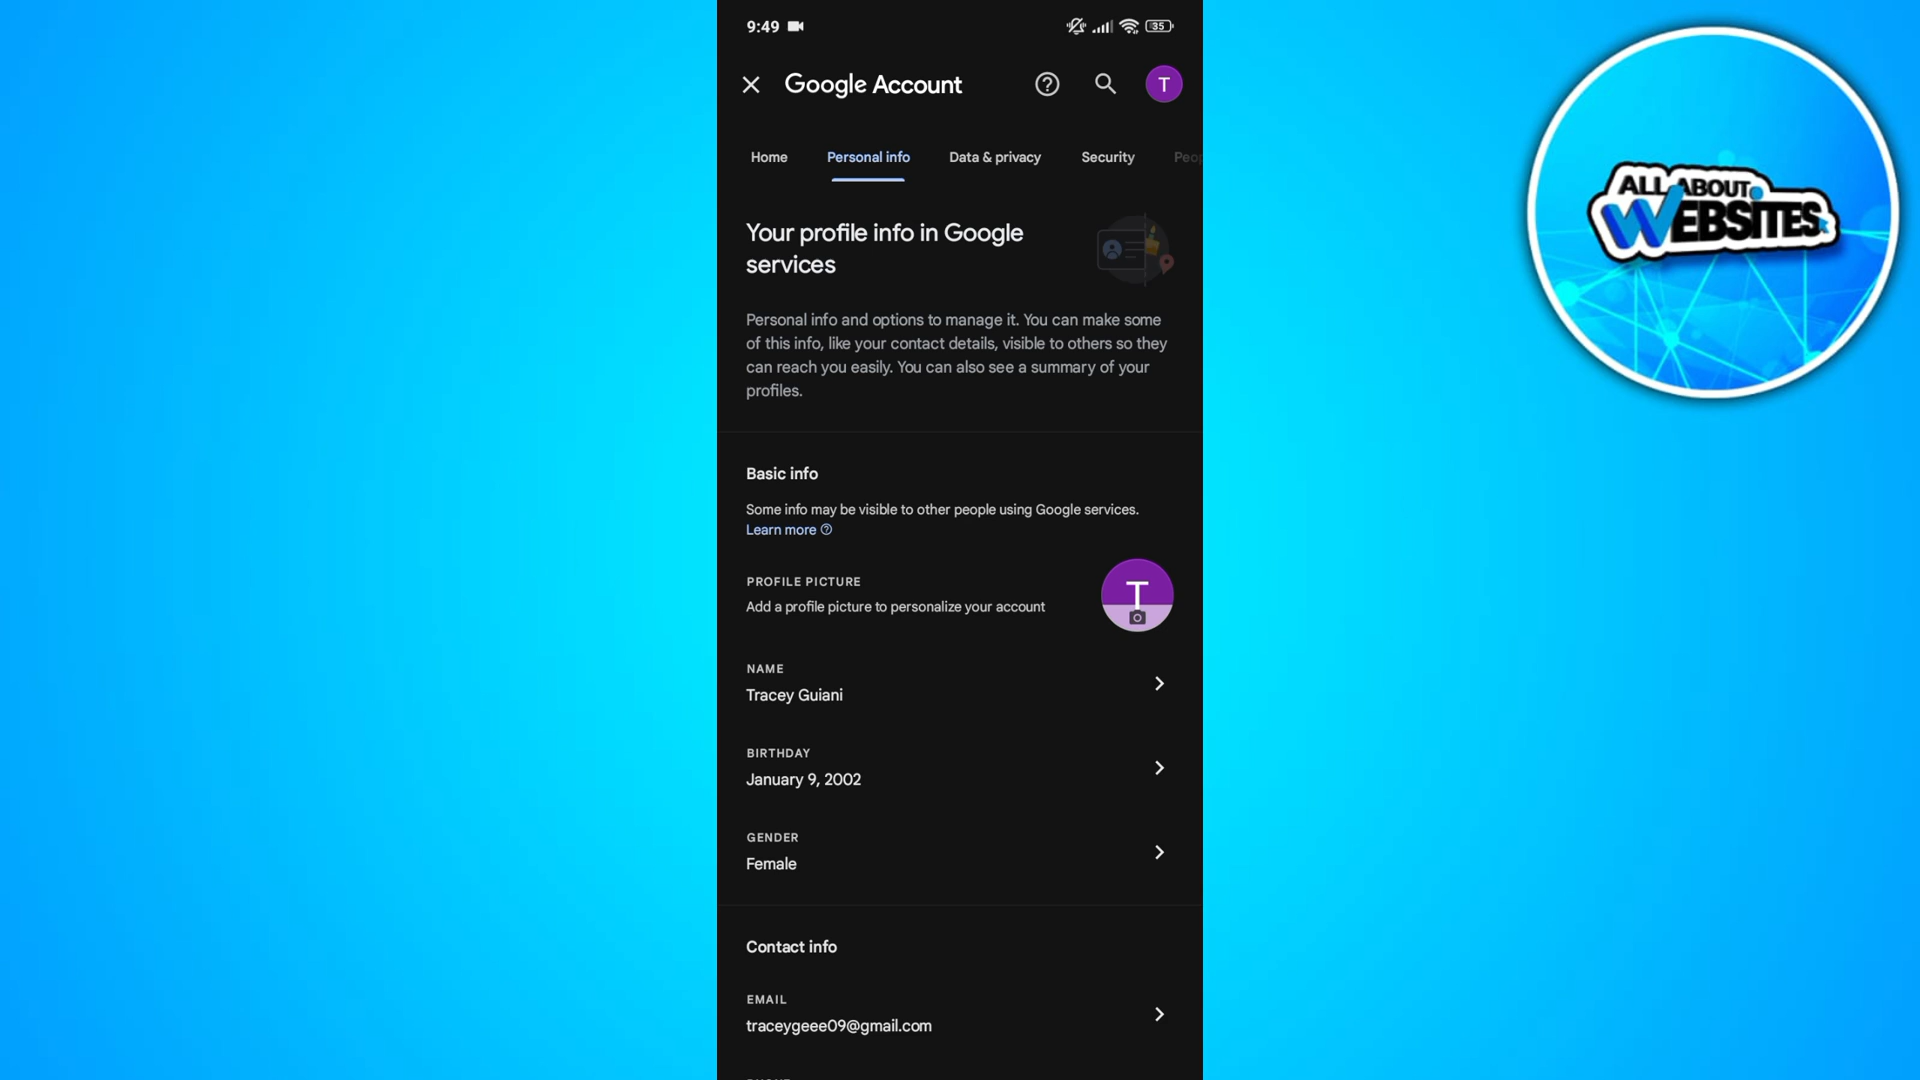 9:49
35
Google Account
T
Home Personal info Data & privacy Security Peop
Your profile info in Google
services
Personal info and options to manage it. You can make some
of this info, like your contact details, visible to others so they
can reach you easily. You can also see a summary of your
profiles.
Basic info
Some info may be visible to other people using Google services.
Learn more
PROFILE PICTURE
Add a profile picture to personalize your account
T
NAME
Tracey Guiani
BIRTHDAY
January 9, 2002
GENDER
Female
Contact info
EMAIL
traceygeee09@gmail.com
ALL ABOUT
WEBSITES